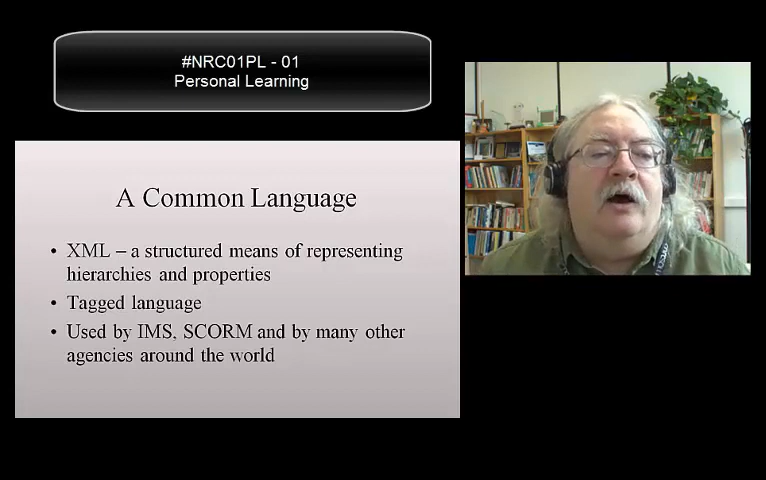 #NRC01PL - 01
Personal Learning
A Common Language
• XML – a structured means of representing
hierarchies and properties
• Tagged language
• Used by IMS, SCORM and by many other
agencies around the world